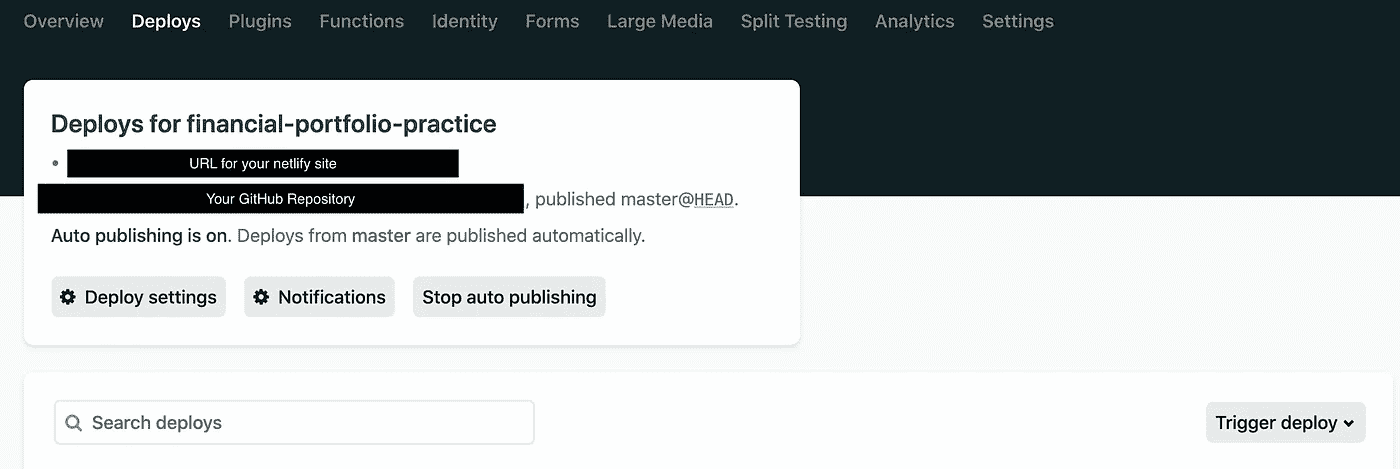 Overview Deploys Plugins Functions Identity Forms Large Media Split Testing Analytics Settings
Deploys for financial-portfolio-practice
• URL for your netlify site
Your GitHub Repository , published master@HEAD.
Auto publishing is on. Deploys from master are published automatically.
Deploy settings Notifications Stop auto publishing
Search deploys Trigger deploy